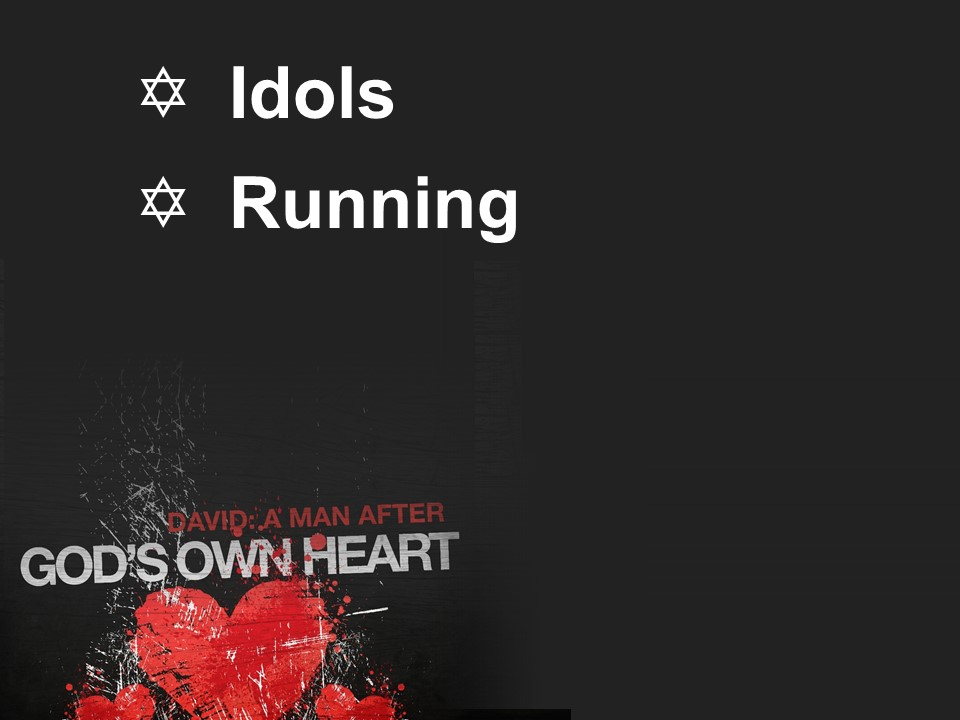 ✡ Idols
✡ Running
DAVID: A MAN AFTER
GOD'S OWN HEART